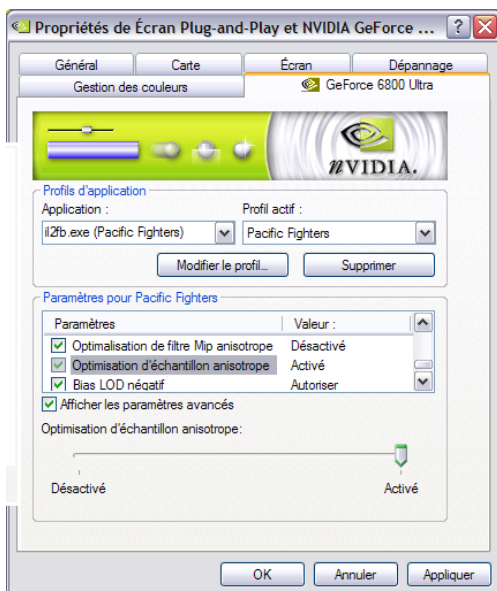 Propriétés de Écran Plug-and-Play et NVIDIA GeForce ...
Général Carte Écran Dépannage
Gestion des couleurs GeForce 6800 Ultra
nVIDIA.
Profils d'application
Application : Profil actif :
il2fb.exe (Pacific Fighters) Pacific Fighters
Modifier le profil... Supprimer
Paramètres pour Pacific Fighters
Paramètres Valeur :
Optimalisation de filtre Mip anisotrope Désactivé
Optimisation d'échantillon anisotrope Activé
Bias LOD négatif Autoriser
Afficher les paramètres avancés
Optimisation d'échantillon anisotrope:
Désactivé Activé
OK Annuler Appliquer